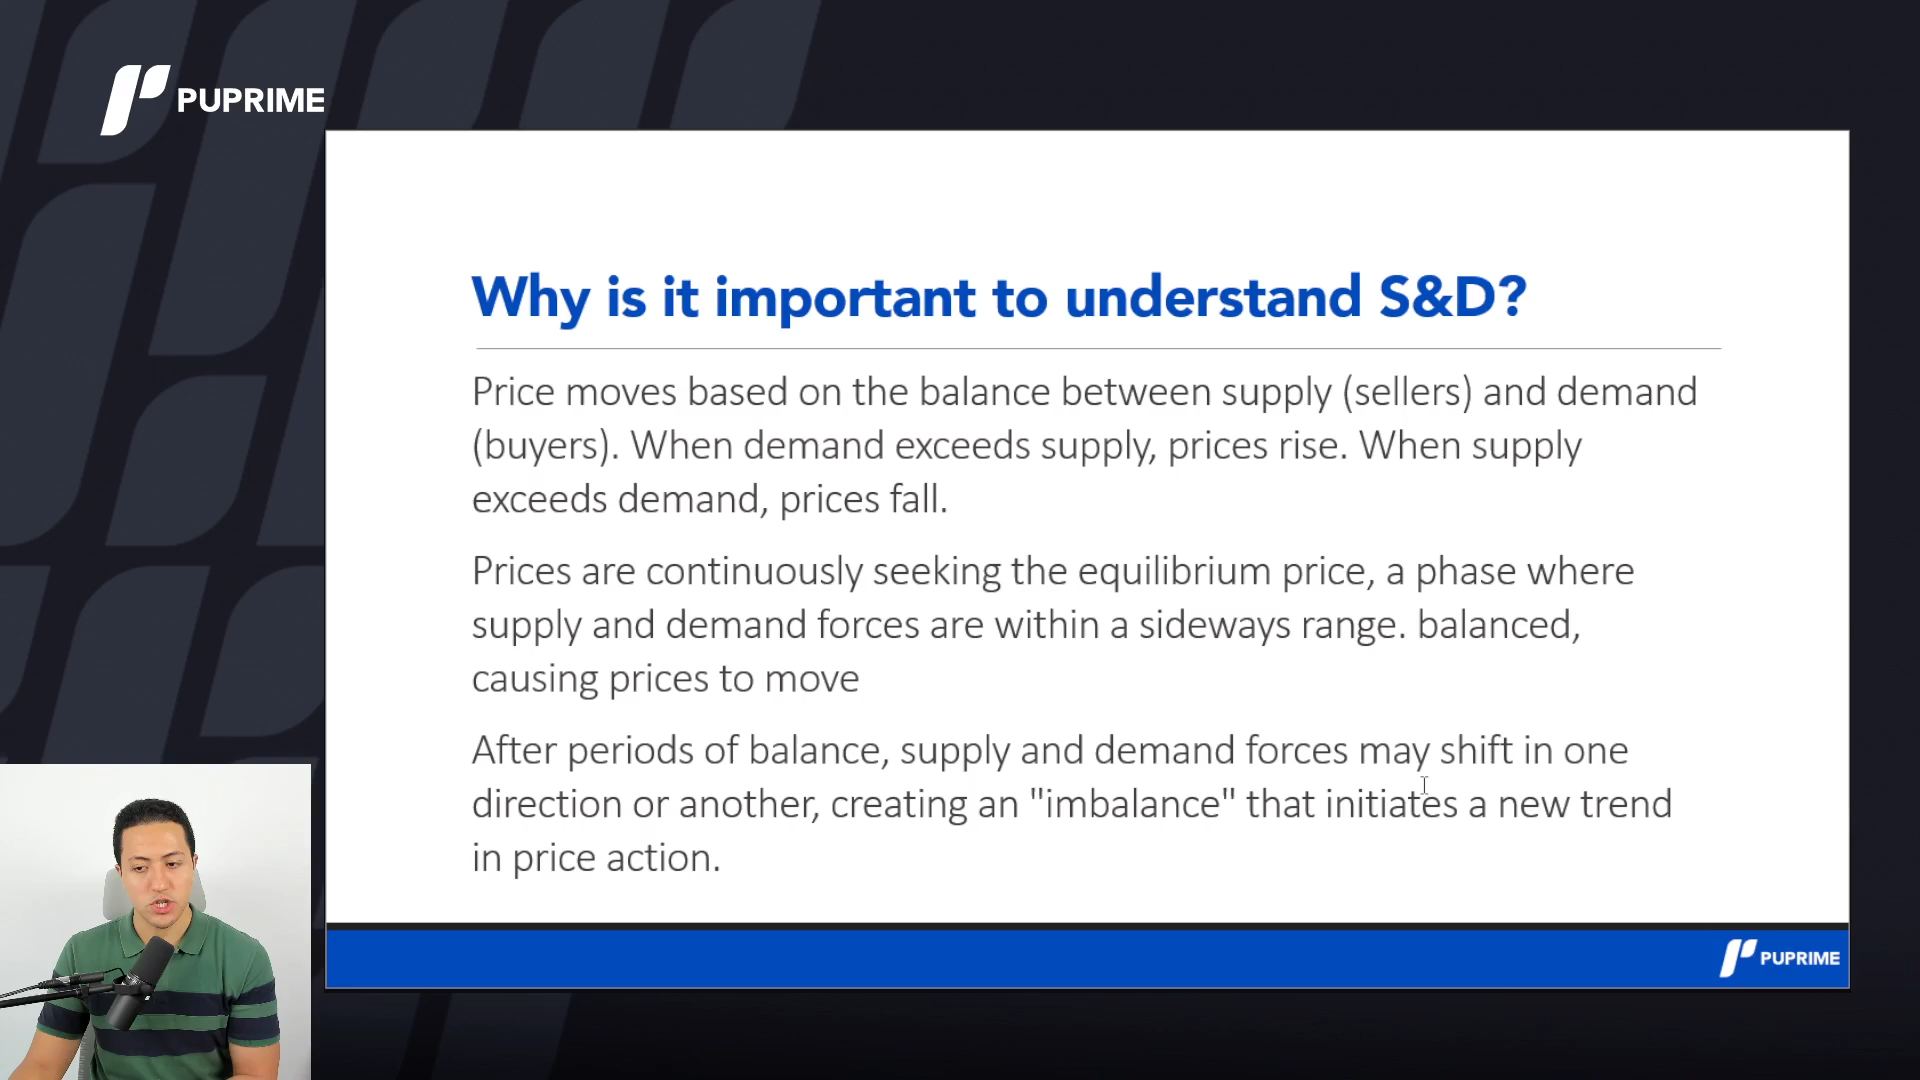 PUPRIME
Why is it important to understand S&D?
Price moves based on the balance between supply (sellers) and demand
(buyers). When demand exceeds supply, prices rise. When supply
exceeds demand, prices fall.
Prices are continuously seeking the equilibrium price, a phase where
supply and demand forces are within a sideways range. balanced,
causing prices to move
After periods of balance, supply and demand forces may shift in one
direction or another, creating an "imbalance" that initiates a new trend
in price action.
PUPRIME